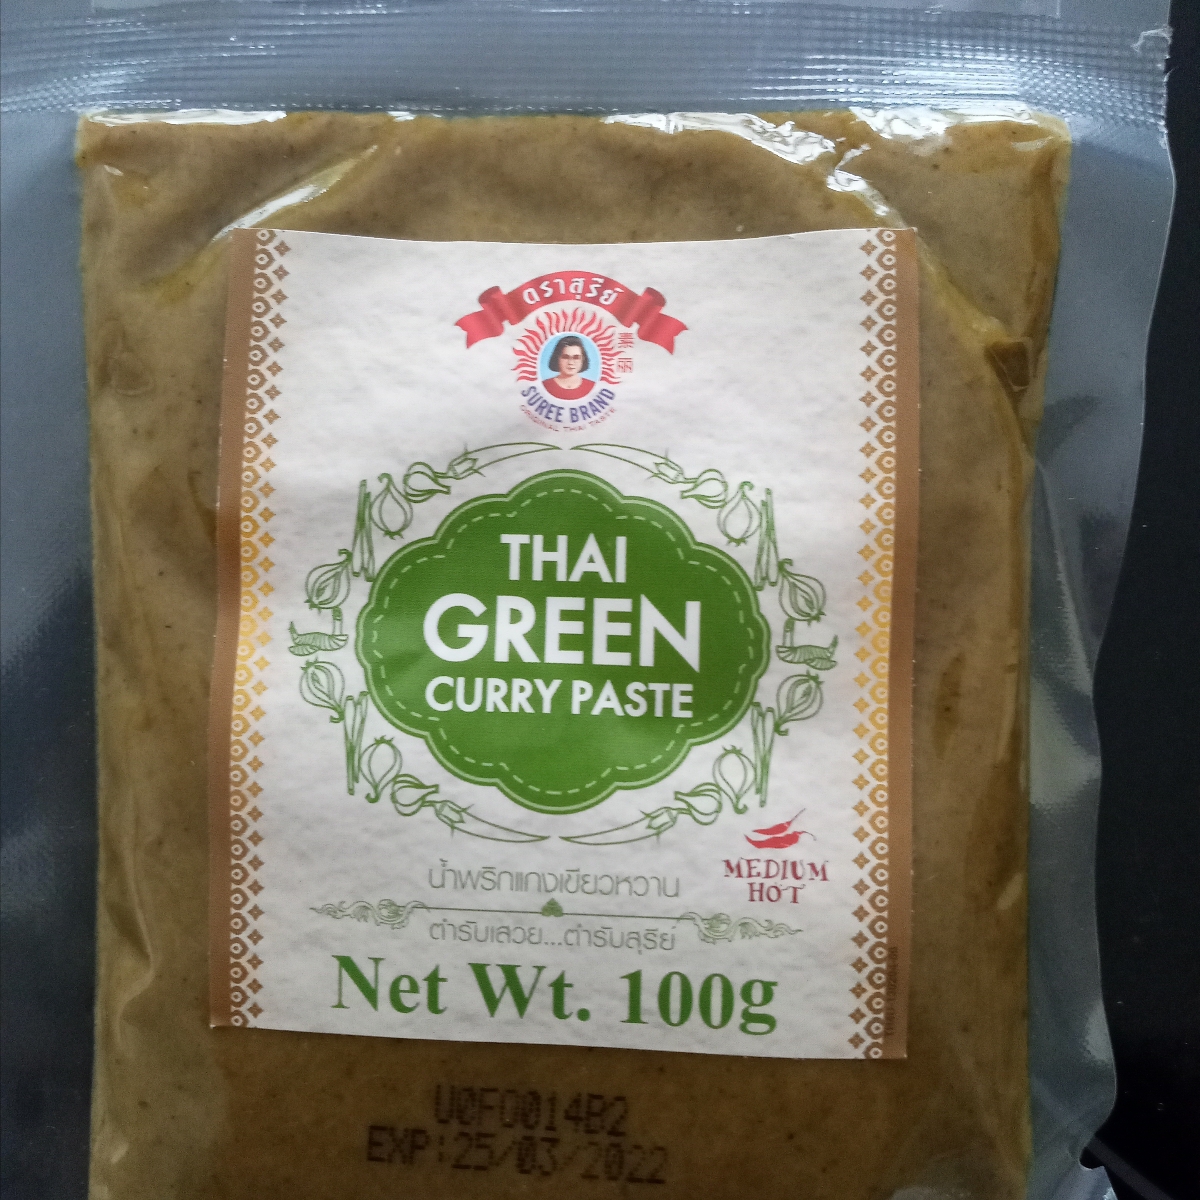 ตราสุรีย์
素
丽
SUREE BRAND
ORIGINAL THAI TASTE
THAI
GREEN
CURRY PASTE
MEDIUM
HOT
น้ำพริกแกงเขียวหวาน
ตำรับเสวย...ตำรับสุรีย์
Net Wt. 100g
U0F0014B2
EXP:25/03/2022